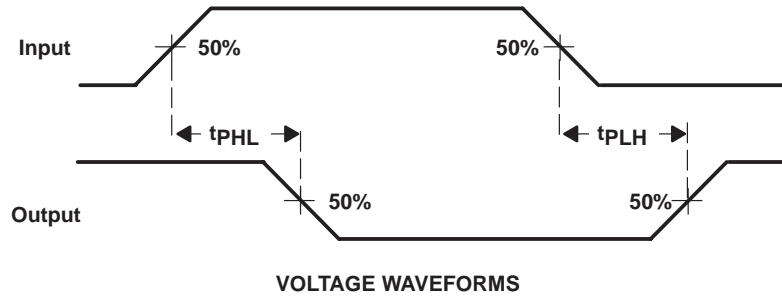 Input
50%
50%
tPHL
tPLH
Output
50%
50%
VOLTAGE WAVEFORMS